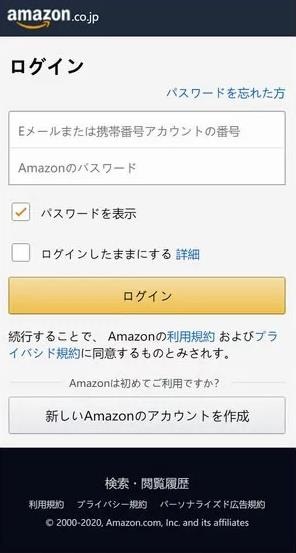 amazon.co.jp
ログイン
パスワードを忘れた方
Eメールまたは携帯番号アカウントの番号
Amazonのパスワード
パスワードを表示
ログインしたままにする 詳細
ログイン
続行することで、 Amazonの利用規約 およびプラ
イバシド規約に同意するものとみされす。
Amazonは初めてご利用ですか?
新しいAmazonのアカウントを作成
検索・閲覧履歴
利用規約 プライバシー規約 パーソナライズド広告規約
© 2000-2020, Amazon.com, Inc. and its affiliates